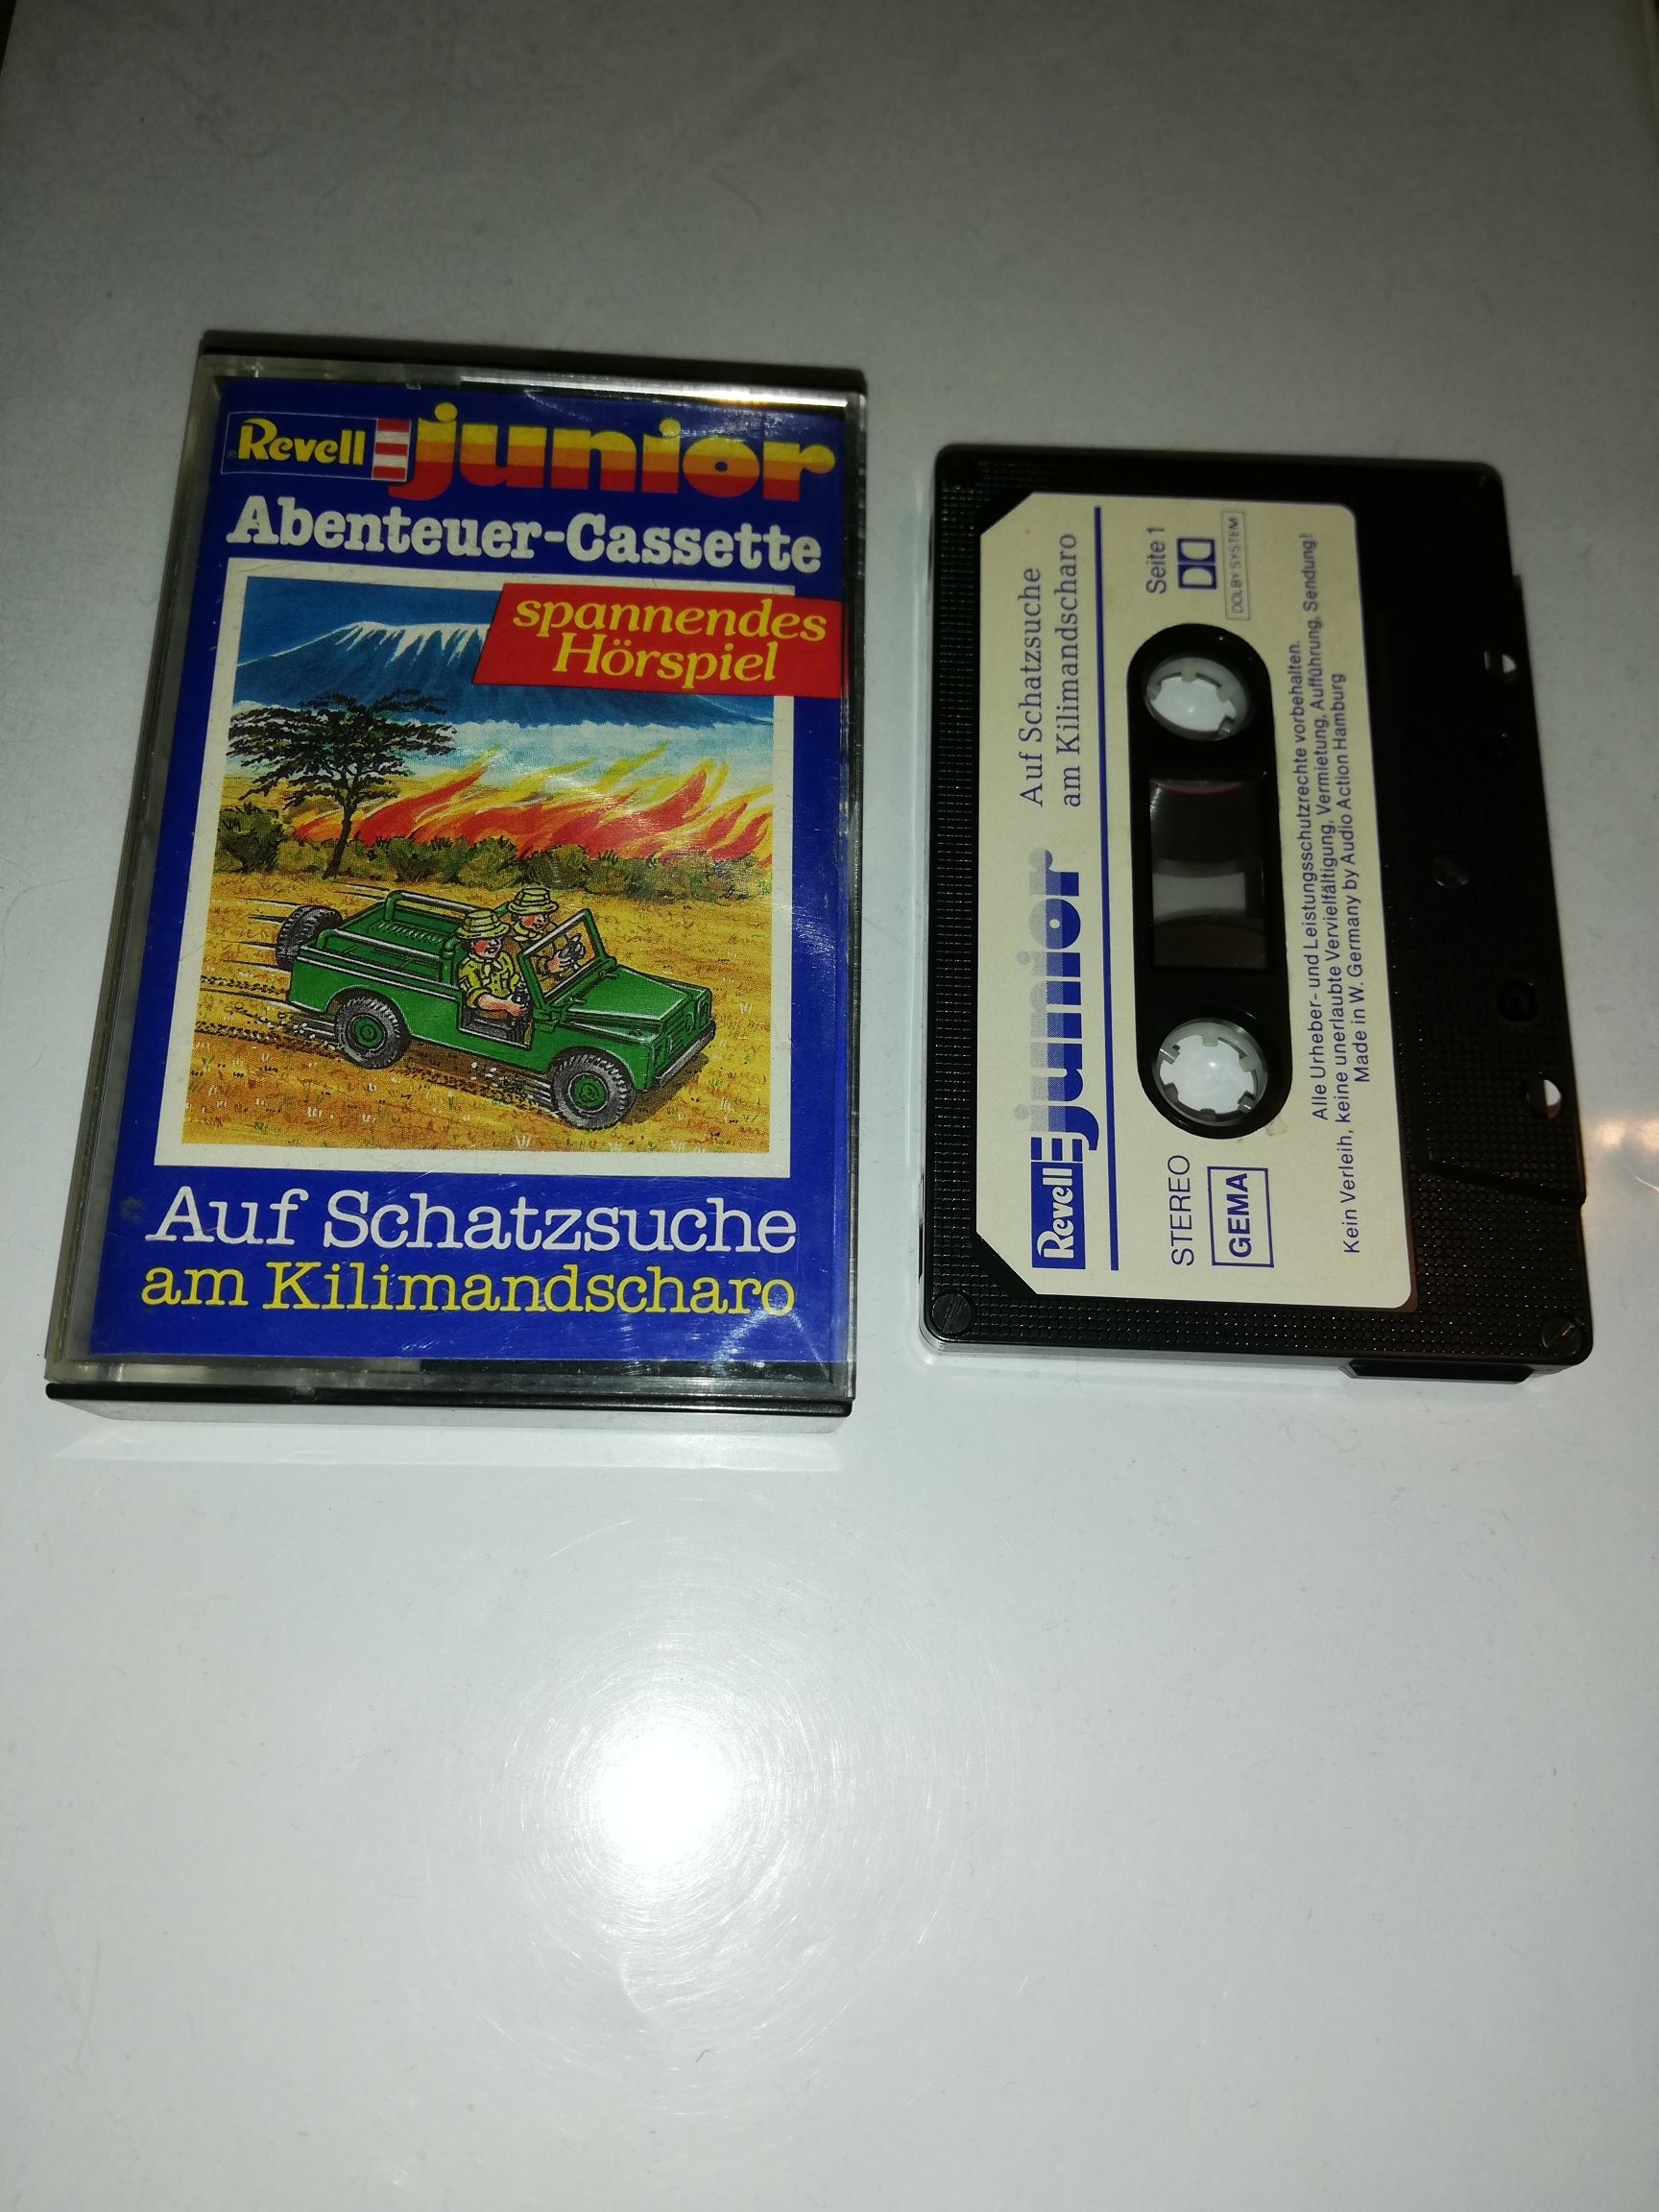 ® Revell junior
Abenteuer-Cassette
spannendes
Hörspiel
Auf Schatzsuche
am Kilimandscharo
Revell junior Auf Schatzsuche
am Kilimandscharo
STEREO
GEMA
Seite 1
DOLBY SYSTEM
Alle Urheber- und Leistungsschutzrechte vorbehalten.
Kein Verleih, keine unerlaubte Vervielfältigung, Vermietung, Aufführung, Sendung!
Made in W. Germany by Audio Action Hamburg